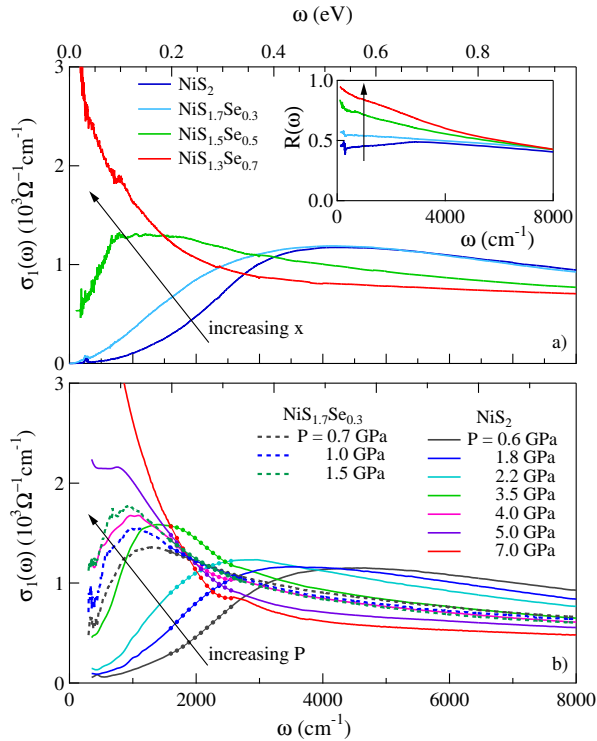 ω (eV)
0.0 0.2 0.4 0.6 0.8
3
2
1
0
σ₁(ω) (10³Ω⁻¹cm⁻¹)
NiS₂
NiS₁.₇Se₀.₃
NiS₁.₅Se₀.₅
NiS₁.₃Se₀.₇
1.0
0.5
0.0
R(ω)
0 4000 8000
ω (cm⁻¹)
increasing x
a)
3
2
1
0
σ₁(ω) (10³Ω⁻¹cm⁻¹)
NiS₁.₇Se₀.₃
P = 0.7 GPa
1.0 GPa
1.5 GPa
NiS₂
P = 0.6 GPa
1.8 GPa
2.2 GPa
3.5 GPa
4.0 GPa
5.0 GPa
7.0 GPa
increasing P
b)
0 2000 4000 6000 8000
ω (cm⁻¹)